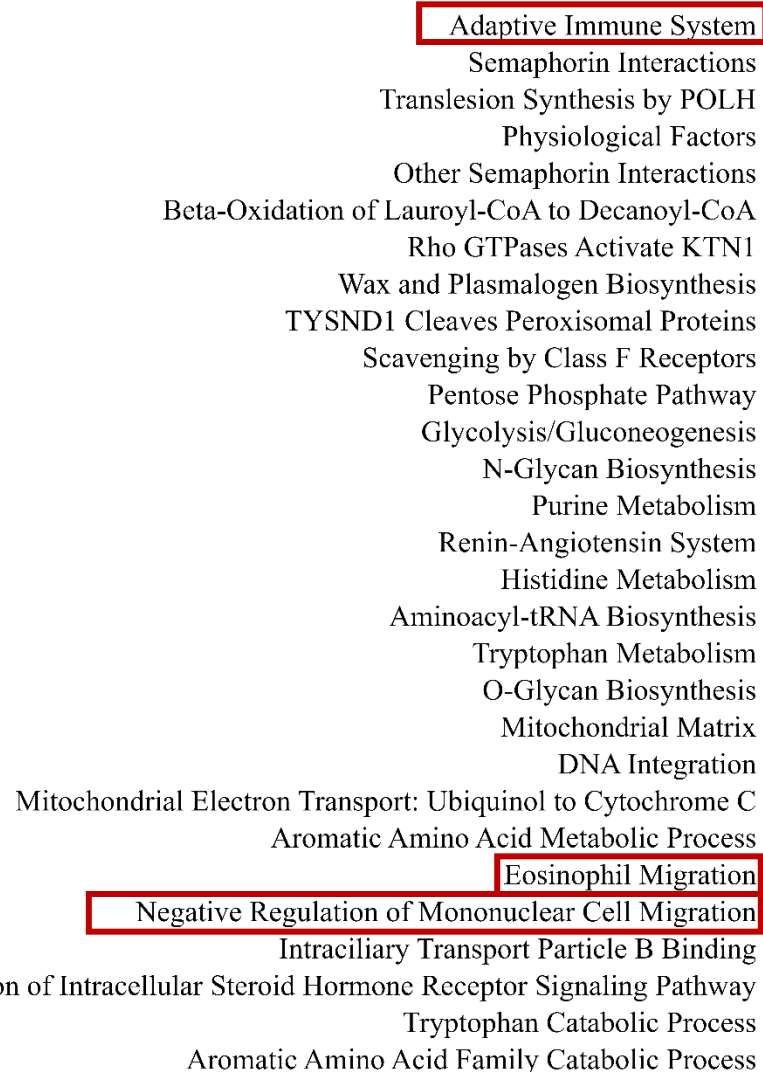 Adaptive Immune System
Semaphorin Interactions
Translesion Synthesis by POLH
Physiological Factors
Other Semaphorin Interactions
Beta-Oxidation of Lauroyl-CoA to Decanoyl-CoA
Rho GTPases Activate KTN1
Wax and Plasmalogen Biosynthesis
TYSND1 Cleaves Peroxisomal Proteins
Scavenging by Class F Receptors
Pentose Phosphate Pathway
Glycolysis/Gluconeogenesis
N-Glycan Biosynthesis
Purine Metabolism
Renin-Angiotensin System
Histidine Metabolism
Aminoacyl-tRNA Biosynthesis
Tryptophan Metabolism
O-Glycan Biosynthesis
Mitochondrial Matrix
DNA Integration
Mitochondrial Electron Transport: Ubiquinol to Cytochrome C
Aromatic Amino Acid Metabolic Process
Eosinophil Migration
Negative Regulation of Mononuclear Cell Migration
Intraciliary Transport Particle B Binding
of Intracellular Steroid Hormone Receptor Signaling Pathway
Tryptophan Catabolic Process
Aromatic Amino Acid Family Catabolic Process